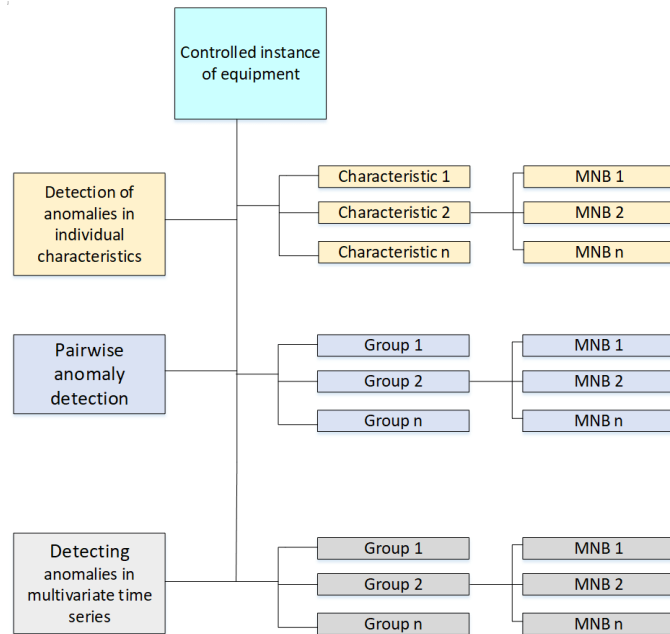 Controlled instance
of equipment
Detection of
anomalies in
individual
characteristics
Characteristic 1
MNB 1
Characteristic 2
MNB 2
Characteristic n
MNB n
Pairwise
anomaly
detection
Group 1
MNB 1
Group 2
MNB 2
Group n
MNB n
Detecting
anomalies in
multivariate time
series
Group 1
MNB 1
Group 2
MNB 2
Group n
MNB n